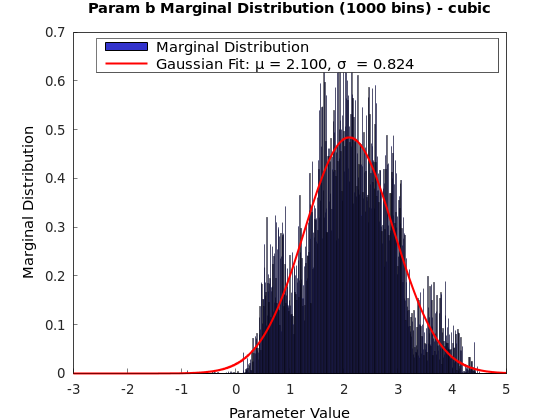 Param b Marginal Distribution (1000 bins) - cubic
0.7
Marginal Distribution
Gaussian Fit: μ = 2.100, σ  = 0.824
0.6
0.5
0.4
0.3
0.2
0.1
0
Marginal Distribution
-3 -2 -1 0 1 2 3 4 5
Parameter Value